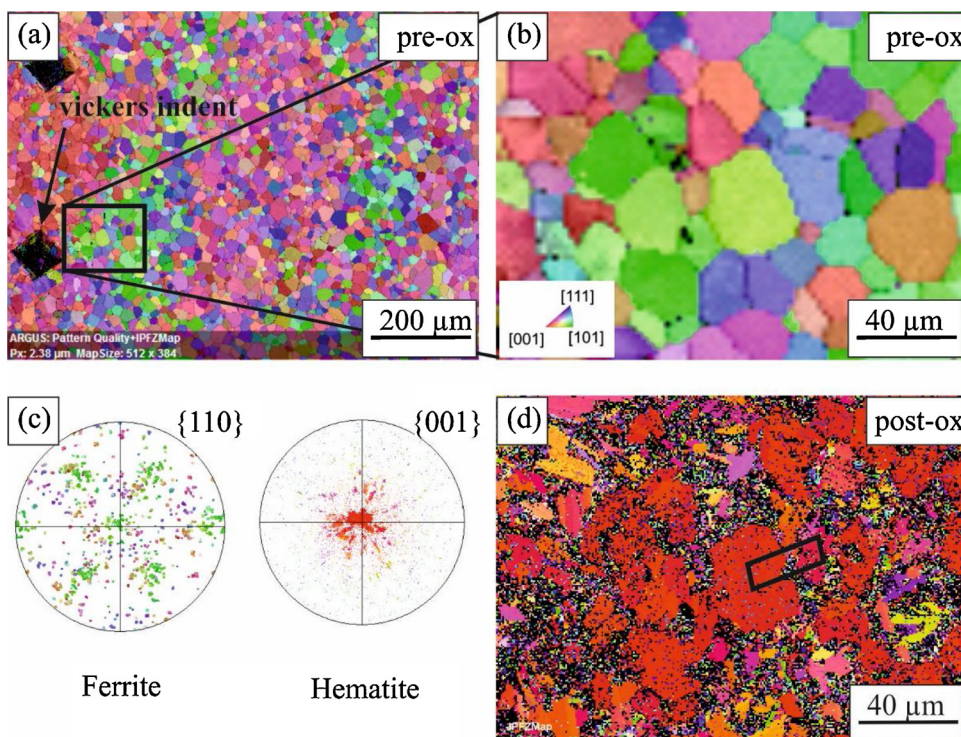 (a)
pre-ox
vickers indent
200 µm
ARGUS: Pattern Quality+IPFZMap
Px: 2.38 µm MapSize: 512 x 384
(b)
pre-ox
[111]
[001]
[101]
40 µm
(c)
{110}
{001}
Ferrite
Hematite
(d)
post-ox
IPFZMap
40 µm